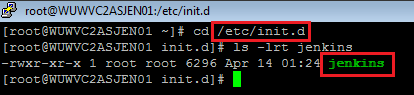 root@WUWVC2ASJEN01:/etc/init.d
[root@WUWVC2ASJEN01 ~]# cd /etc/init.d
[root@WUWVC2ASJEN01 init.d]# ls -lrt jenkins
-rwxr-xr-x 1 root root 6296 Apr 14 01:24 jenkins
[root@WUWVC2ASJEN01 init.d]#